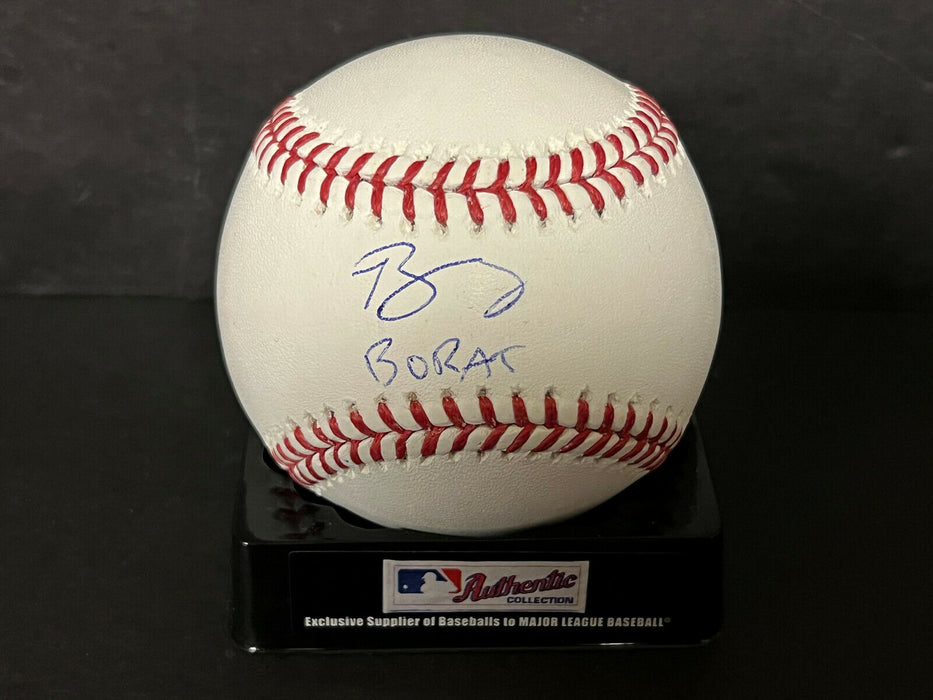 BORAT
Authentic
COLLECTION
Exclusive Supplier of Baseballs to MAJOR LEAGUE BASEBALL®